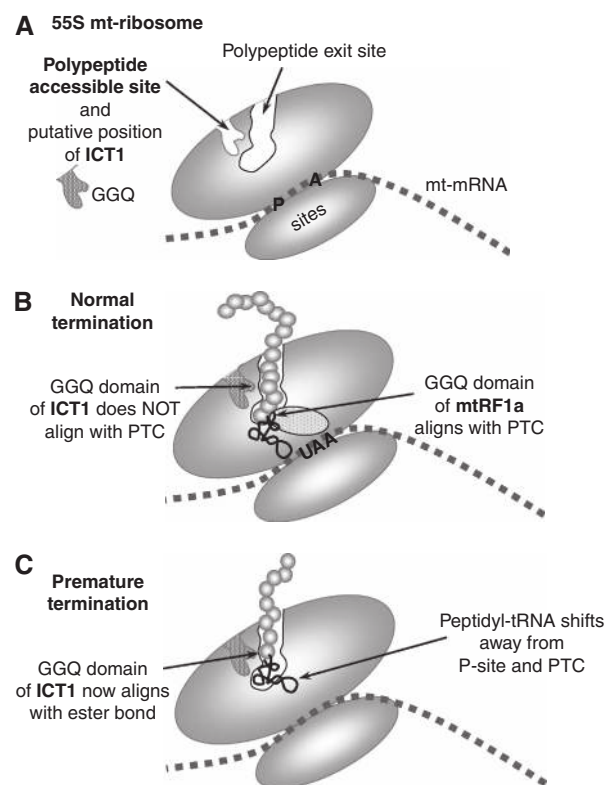 A 55S mt-ribosome
Polypeptide
accessible site
and
putative position
of ICT1
GGQ
Polypeptide exit site
A
P
sites
mt-mRNA
B Normal
termination
GGQ domain
of ICT1 does NOT
align with PTC
GGQ domain
of mtRF1a
aligns with PTC
UAA
C Premature
termination
GGQ domain
of ICT1 now aligns
with ester bond
Peptidyl-tRNA shifts
away from
P-site and PTC